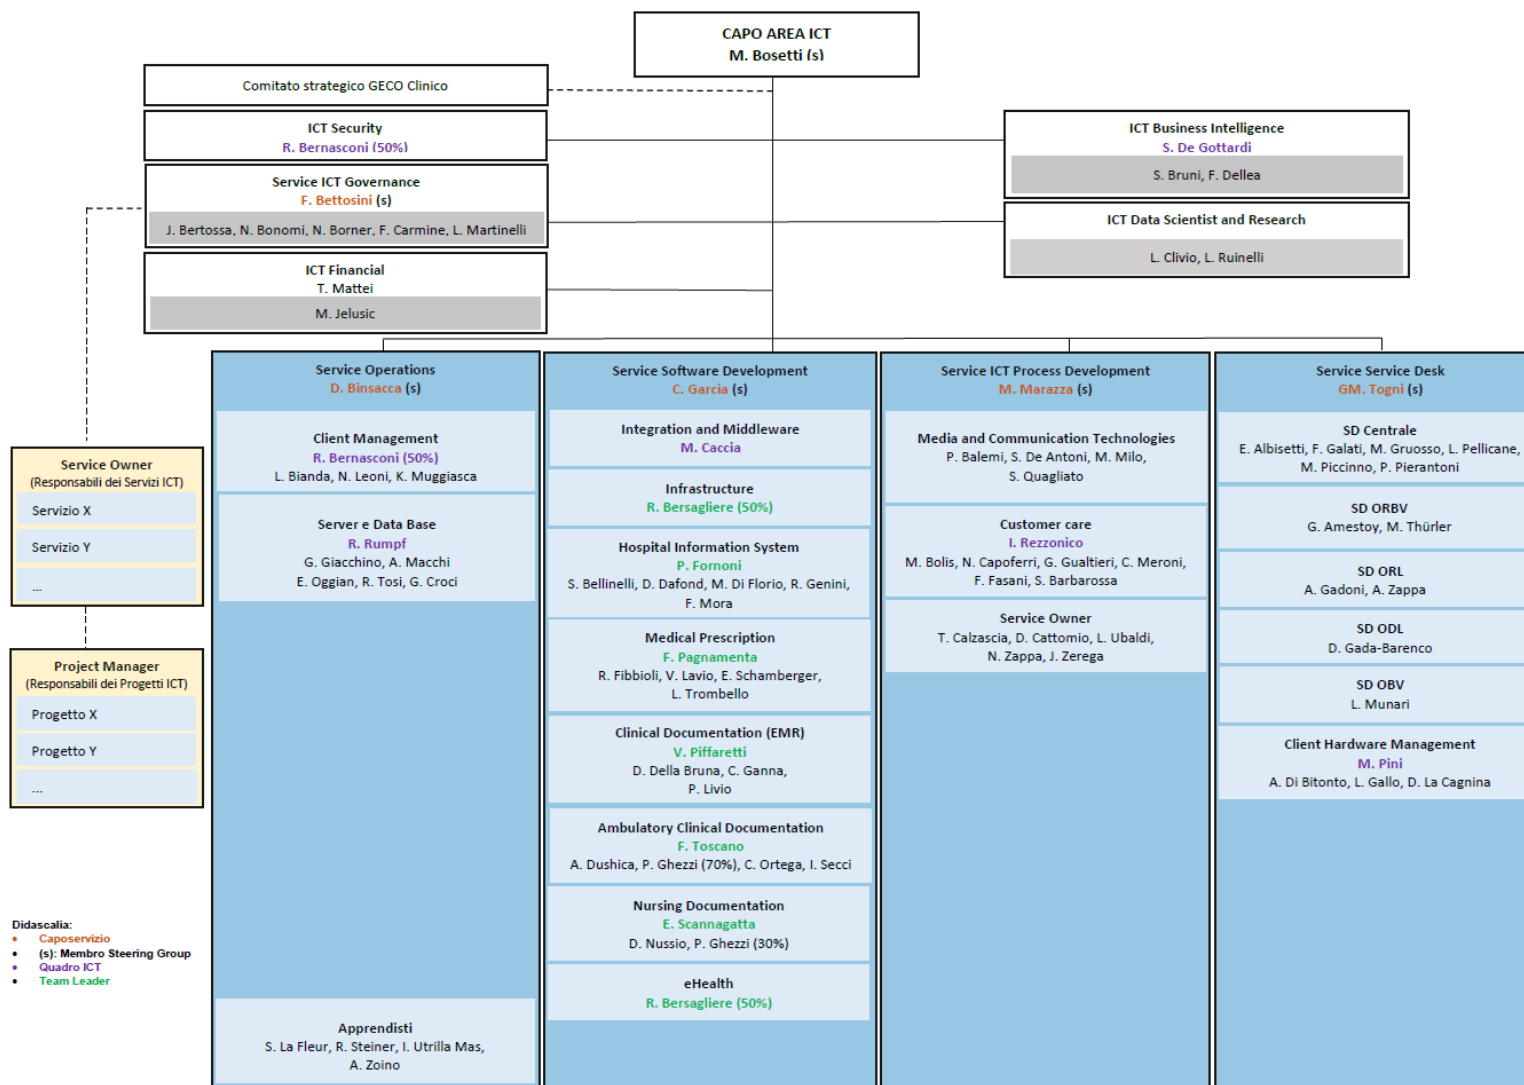 CAPO AREA ICT
M. Bosetti (s)
Comitato strategico GECO Clinico
ICT Security
R. Bernasconi (50%)
Service ICT Governance
F. Bettosini (s)
J. Bertossa, N. Bonomi, N. Borner, F. Carmine, L. Martinelli
ICT Financial
T. Mattei
M. Jelusic
ICT Business Intelligence
S. De Gottardi
S. Bruni, F. Dellea
ICT Data Scientist and Research
L. Clivio, L. Ruinelli
Service Owner
(Responsabili dei Servizi ICT)
Servizio X
Servizio Y
...
Project Manager
(Responsabili dei Progetti ICT)
Progetto X
Progetto Y
...
Service Operations
D. Binsacca (s)
Client Management
R. Bernasconi (50%)
L. Bianda, N. Leoni, K. Muggiasca
Server e Data Base
R. Rumpf
G. Giacchino, A. Macchi
E. Oggian, R. Tosi, G. Croci
Apprendisti
S. La Fleur, R. Steiner, I. Utrilla Mas,
A. Zoino
Service Software Development
C. Garcia (s)
Integration and Middleware
M. Caccia
Infrastructure
R. Bersagliere (50%)
Hospital Information System
P. Fornoni
S. Bellinelli, D. Dafond, M. Di Florio, R. Genini,
F. Mora
Medical Prescription
F. Pagnamenta
R. Fibbioli, V. Lavio, E. Schamberger,
L. Trombello
Clinical Documentation (EMR)
V. Piffaretti
D. Della Bruna, C. Ganna,
P. Livio
Ambulatory Clinical Documentation
F. Toscano
A. Dushica, P. Ghezzi (70%), C. Ortega, I. Secci
Nursing Documentation
E. Scannagatta
D. Nussio, P. Ghezzi (30%)
eHealth
R. Bersagliere (50%)
Service ICT Process Development
M. Marazza (s)
Media and Communication Technologies
P. Balemi, S. De Antoni, M. Milo,
S. Quagliato
Customer care
I. Rezzonico
M. Bolis, N. Capoferri, G. Gualtieri, C. Meroni,
F. Fasani, S. Barbarossa
Service Owner
T. Calzascia, D. Cattomio, L. Ubaldi,
N. Zappa, J. Zerega
Service Service Desk
GM. Togni (s)
SD Centrale
E. Albisetti, F. Galati, M. Gruosso, L. Pellicane,
M. Piccinno, P. Pierantoni
SD ORBV
G. Amestoy, M. Thürler
SD ORL
A. Gadoni, A. Zappa
SD ODL
D. Gada-Barenco
SD OBV
L. Munari
Client Hardware Management
M. Pini
A. Di Bitonto, L. Gallo, D. La Cagnina
Didascalia:
• Caposervizio
• (s): Membro Steering Group
• Quadro ICT
• Team Leader